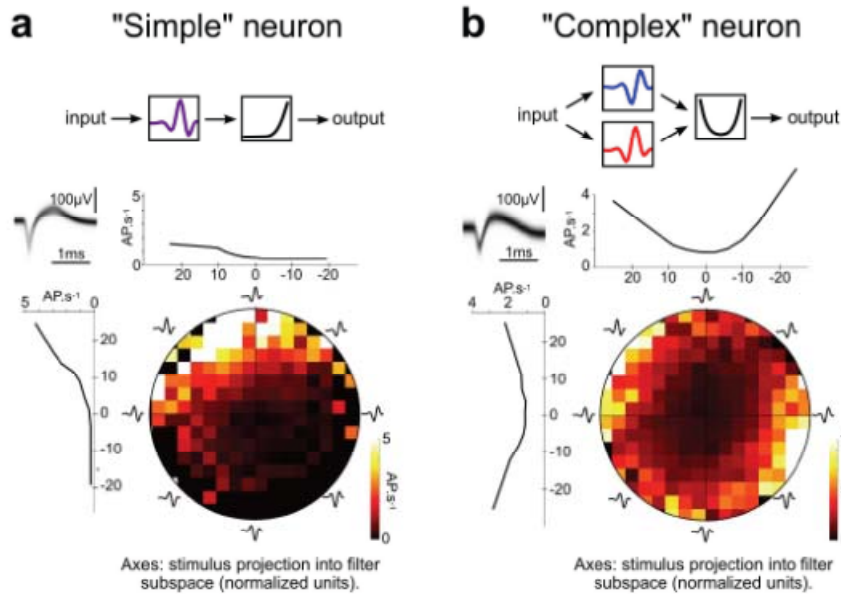 a "Simple" neuron
b "Complex" neuron
input output
input output
100μV
1ms
5
AP.s-1
0
20 10 0 -10 -20
AP.s-1
5 0
-20
-10
0
-10
-20
5
AP.s-1
0
Axes: stimulus projection into filter
subspace (normalized units).
100μV
1ms
4
2
AP.s-1
0
20 10 0 -10 -20
AP.s-1
4 2 0
-20
-10
0
-10
-20
Axes: stimulus projection into filter
subspace (normalized units).